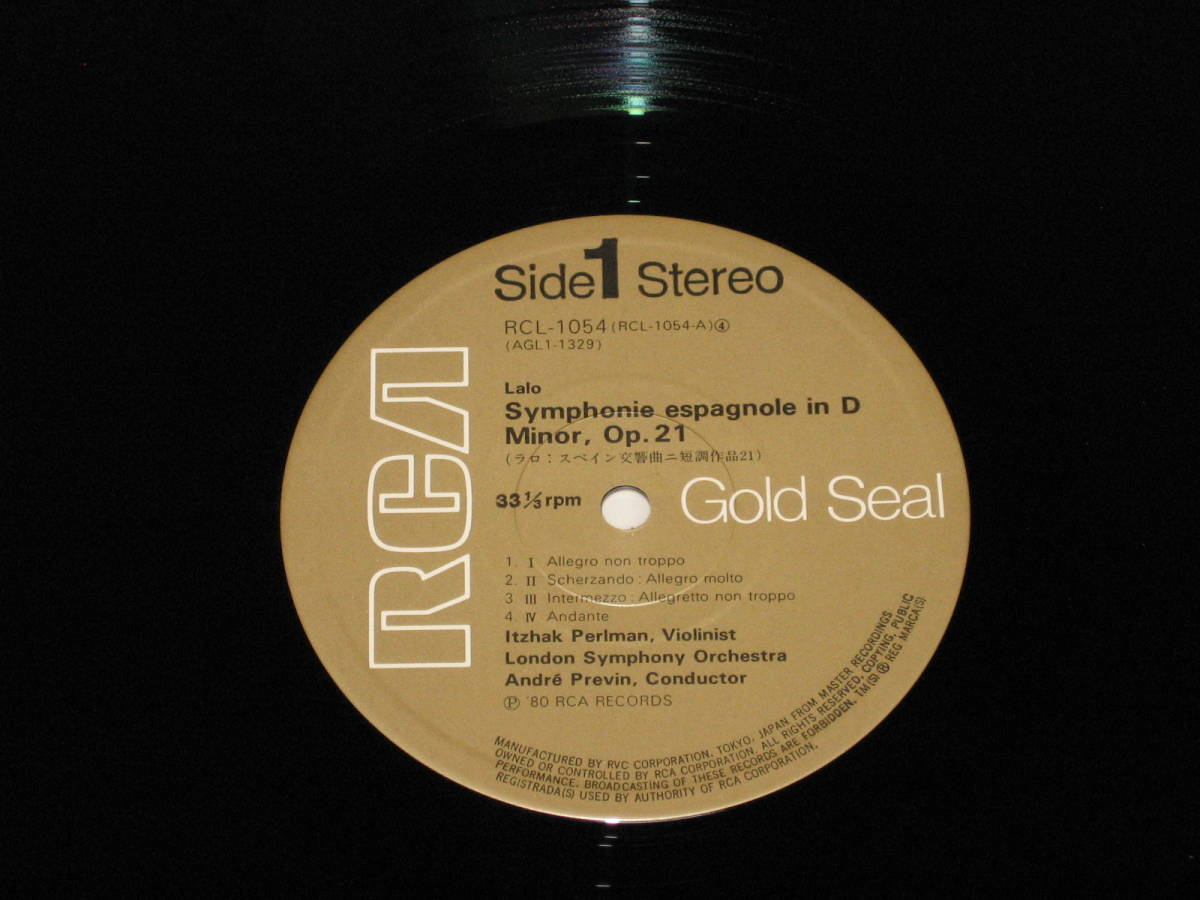 Side 1 Stereo
RCL-1054 (RCL-1054-A) ④
(AGL1-1329)
Lalo
Symphonie espagnole in D
Minor, Op. 21
(ラロ：スペイン交響曲ニ短調作品21)
33 1/3 rpm
Gold Seal
RCA
1. I Allegro non troppo
2. II Scherzando : Allegro molto
3. III Intermezzo : Allegretto non troppo
4. IV Andante
Itzhak Perlman, Violinist
London Symphony Orchestra
André Previn, Conductor
Ⓟ '80 RCA RECORDS
MANUFACTURED BY RVC CORPORATION, TOKYO, JAPAN FROM MASTER RECORDINGS
OWNED OR CONTROLLED BY RCA CORPORATION. ALL RIGHTS RESERVED, COPYING, PUBLIC
PERFORMANCE, BROADCASTING OF THESE RECORDS ARE FORBIDDEN. TM(S) ® REG MARCA(S)
REGISTRADA(S) USED BY AUTHORITY OF RCA CORPORATION.